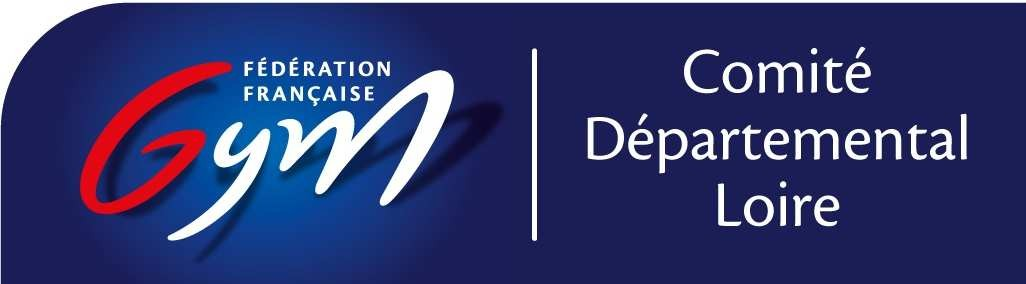 FÉDÉRATION
FRANÇAISE
Gym
Comité
Départemental
Loire